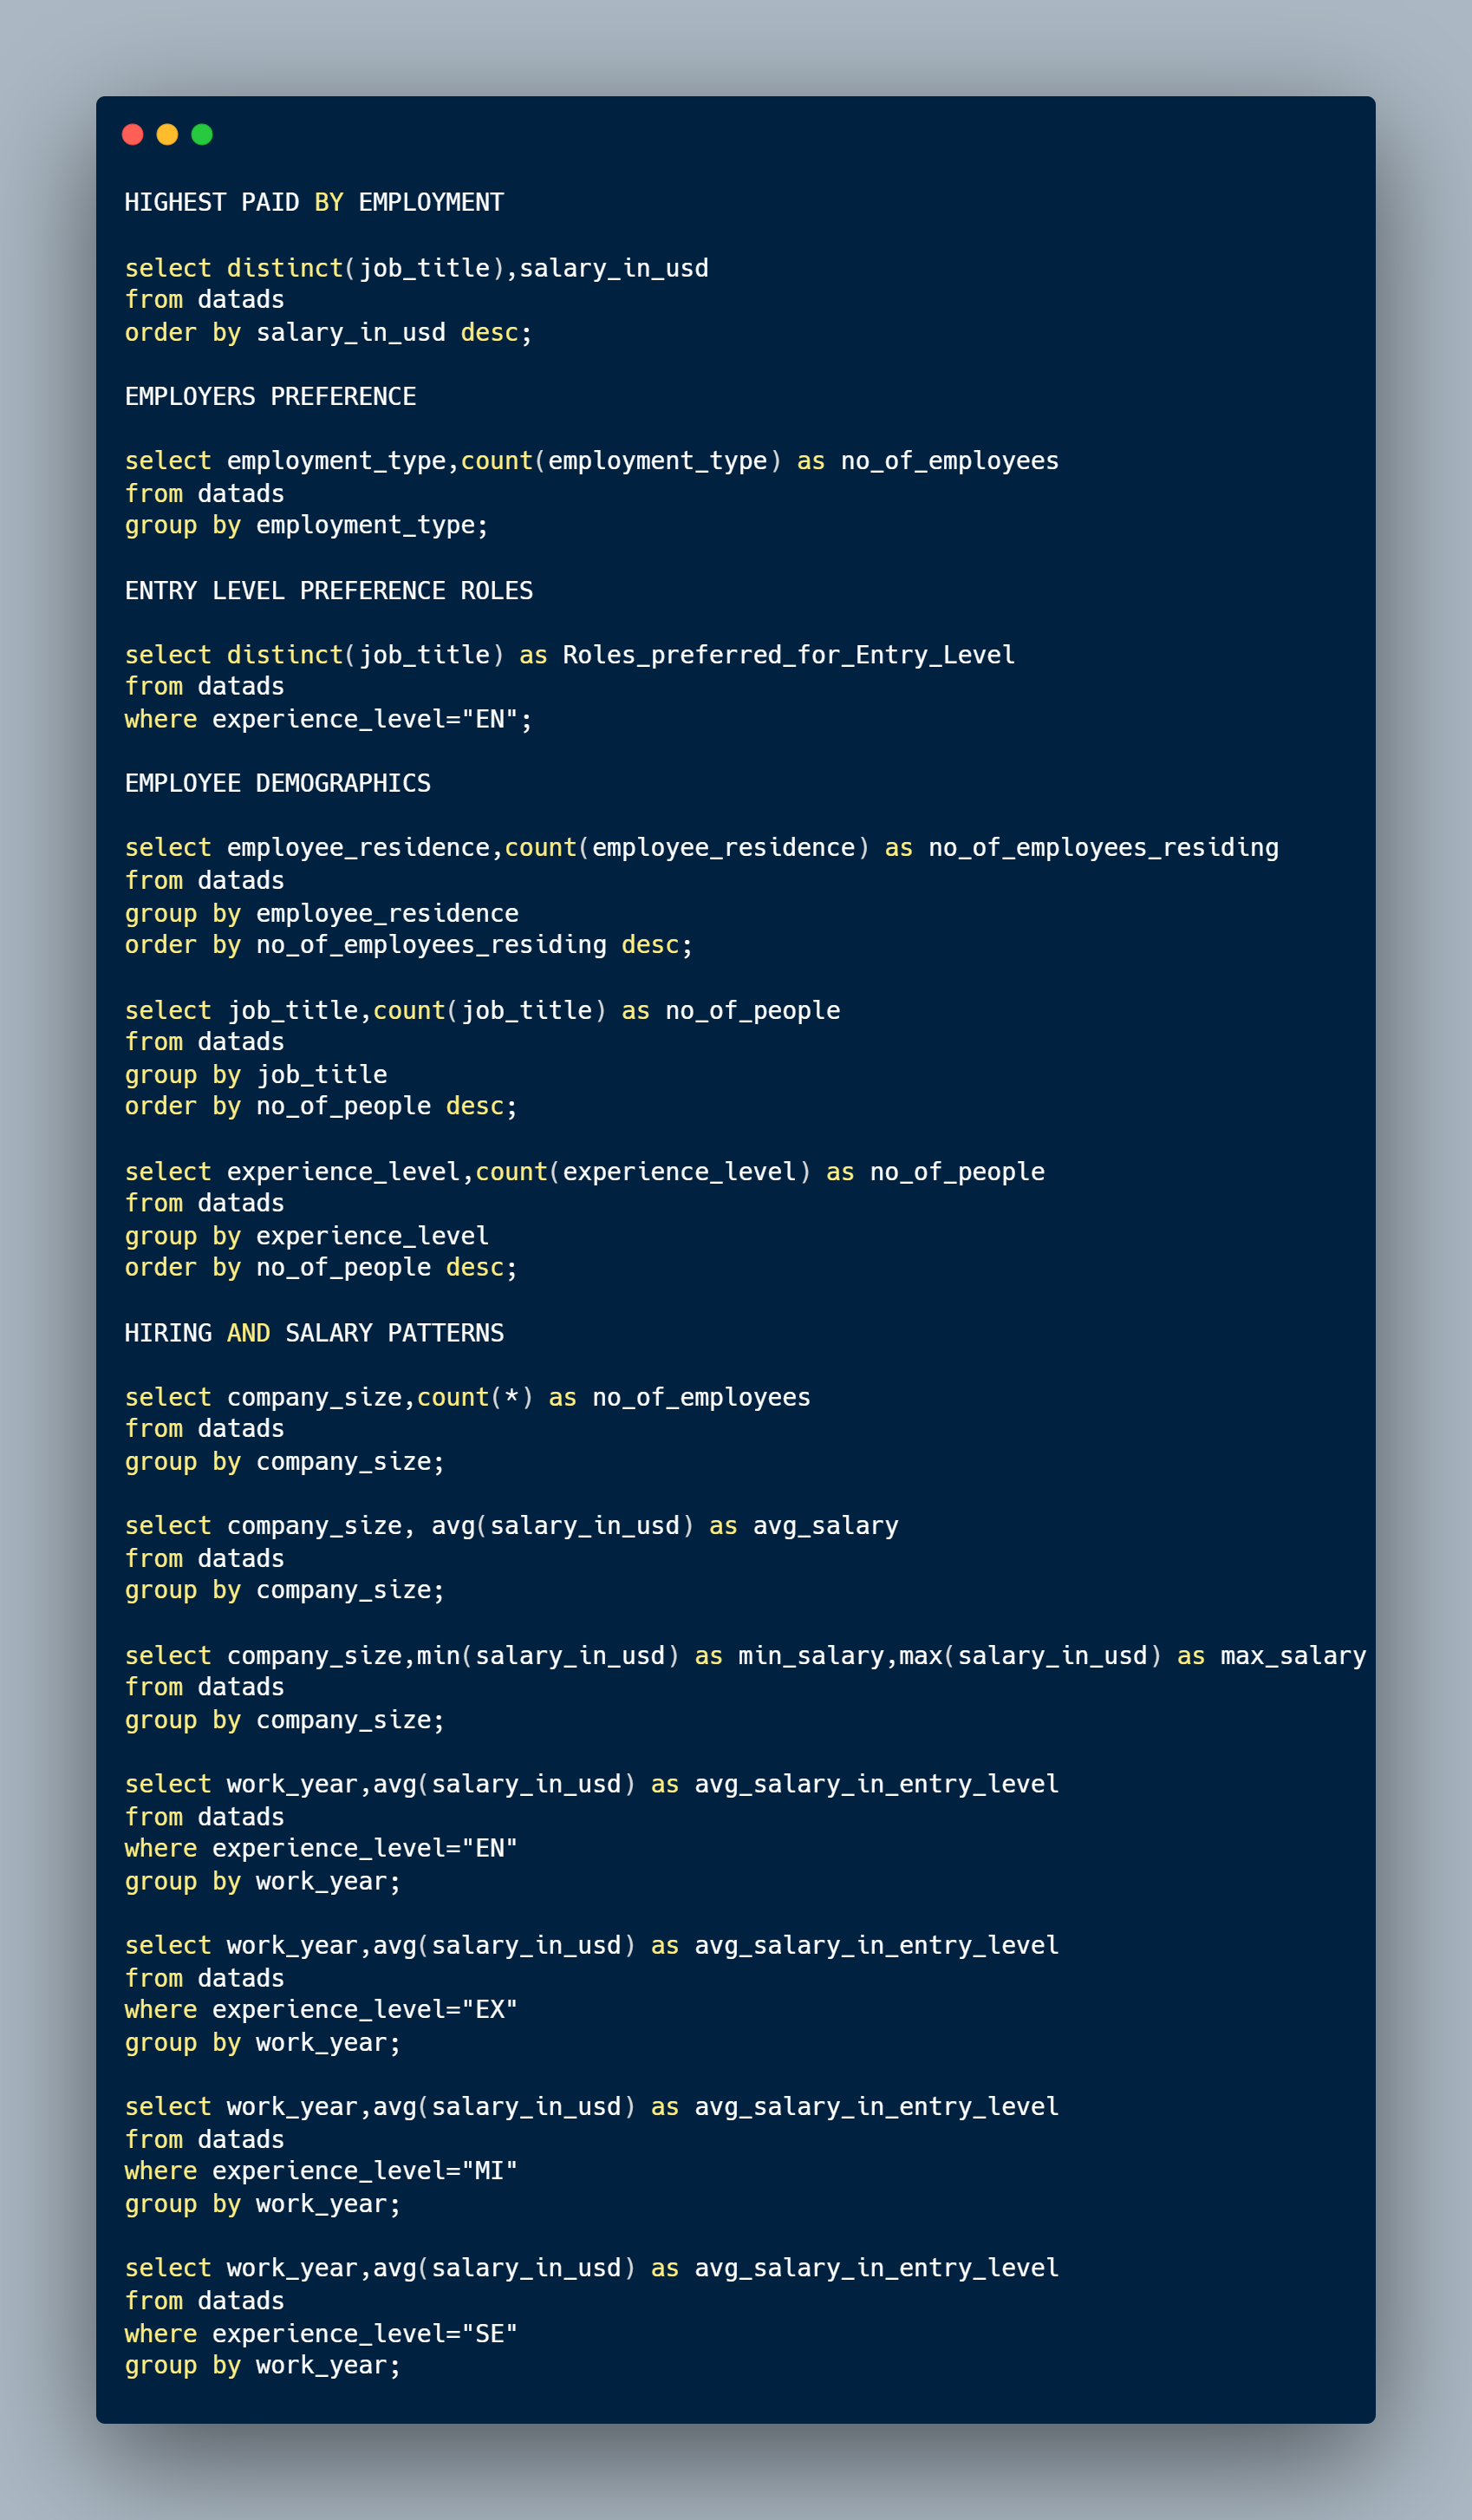 HIGHEST PAID BY EMPLOYMENT
select distinct(job_title),salary_in_usd
from datads
order by salary_in_usd desc;
EMPLOYERS PREFERENCE
select employment_type,count(employment_type) as no_of_employees
from datads
group by employment_type;
ENTRY LEVEL PREFERENCE ROLES
select distinct(job_title) as Roles_preferred_for_Entry_Level
from datads
where experience_level="EN";
EMPLOYEE DEMOGRAPHICS
select employee_residence,count(employee_residence) as no_of_employees_residing
from datads
group by employee_residence
order by no_of_employees_residing desc;
select job_title,count(job_title) as no_of_people
from datads
group by job_title
order by no_of_people desc;
select experience_level,count(experience_level) as no_of_people
from datads
group by experience_level
order by no_of_people desc;
HIRING AND SALARY PATTERNS
select company_size,count(*) as no_of_employees
from datads
group by company_size;
select company_size, avg(salary_in_usd) as avg_salary
from datads
group by company_size;
select company_size,min(salary_in_usd) as min_salary,max(salary_in_usd) as max_salary
from datads
group by company_size;
select work_year,avg(salary_in_usd) as avg_salary_in_entry_level
from datads
where experience_level="EN"
group by work_year;
select work_year,avg(salary_in_usd) as avg_salary_in_entry_level
from datads
where experience_level="EX"
group by work_year;
select work_year,avg(salary_in_usd) as avg_salary_in_entry_level
from datads
where experience_level="MI"
group by work_year;
select work_year,avg(salary_in_usd) as avg_salary_in_entry_level
from datads
where experience_level="SE"
group by work_year;